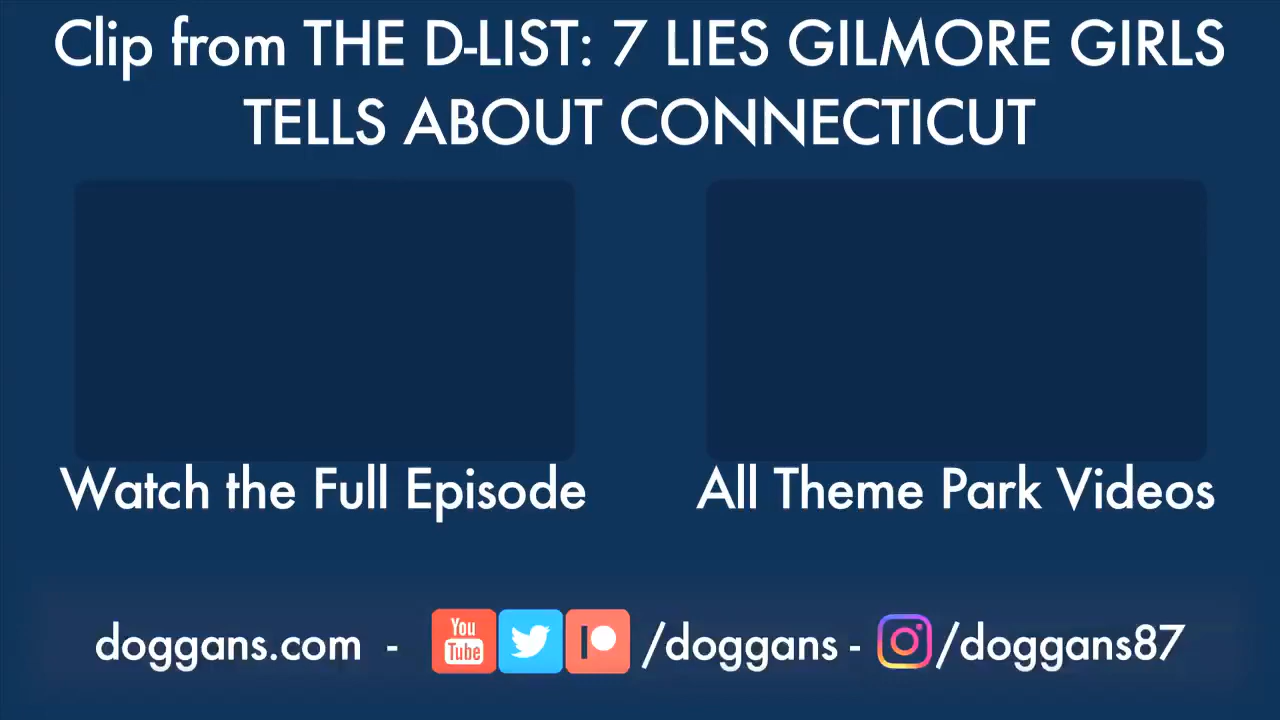 Clip from THE D-LIST: 7 LIES GILMORE GIRLS
TELLS ABOUT CONNECTICUT
Watch the Full Episode
All Theme Park Videos
doggans.com - You Tube /doggans - /doggans87